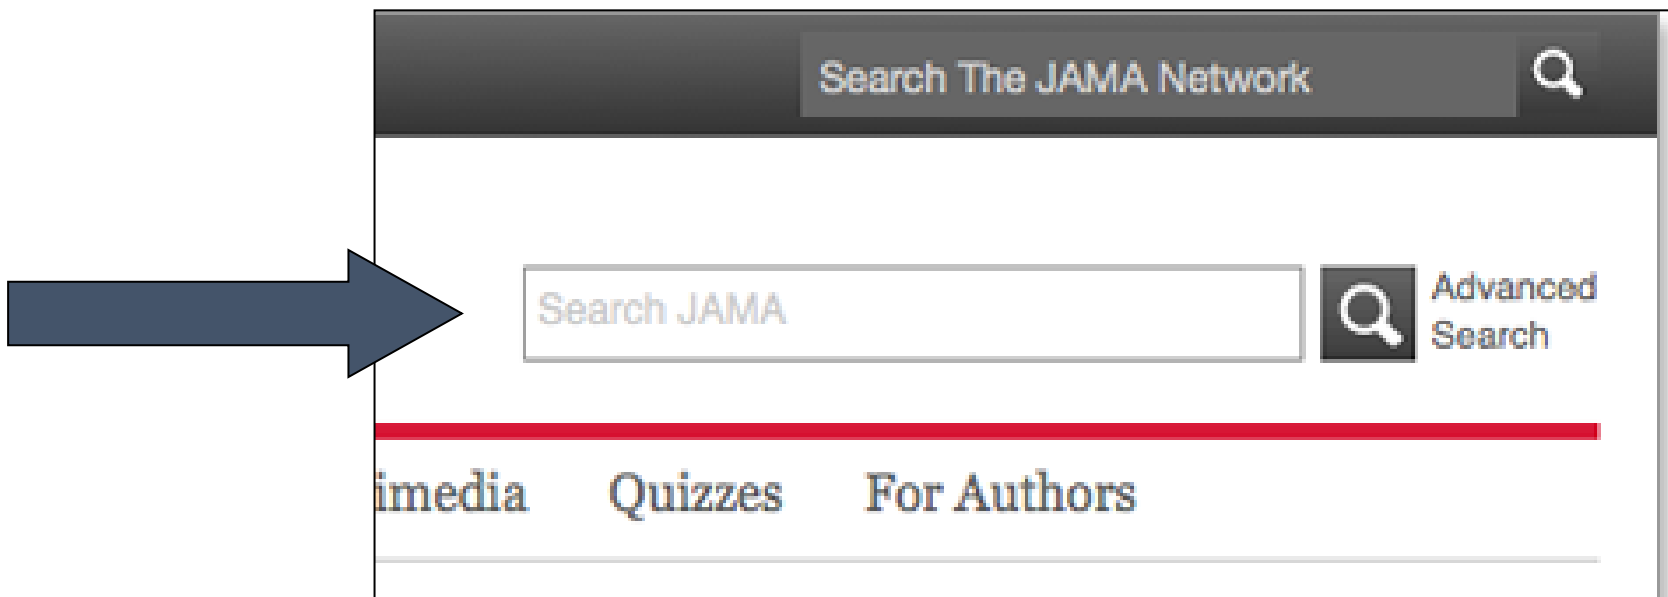 Search The JAMA Network
Search JAMA
Advanced
Search
imedia Quizzes For Authors